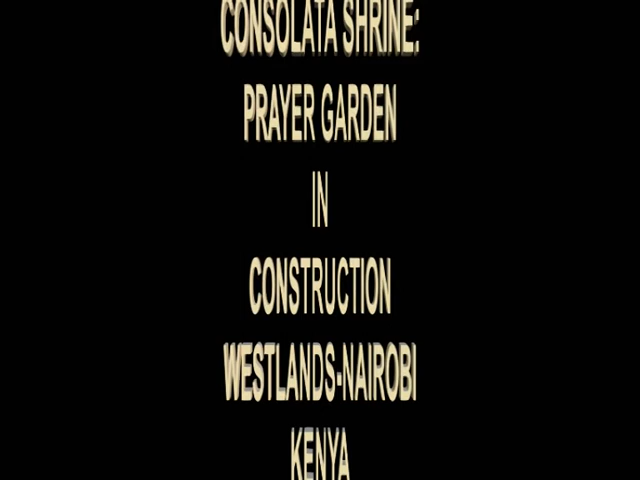 CONSOLATA SHRINE:
PRAYER GARDEN
IN
CONSTRUCTION
WESTLANDS-NAIROBI
KENYA